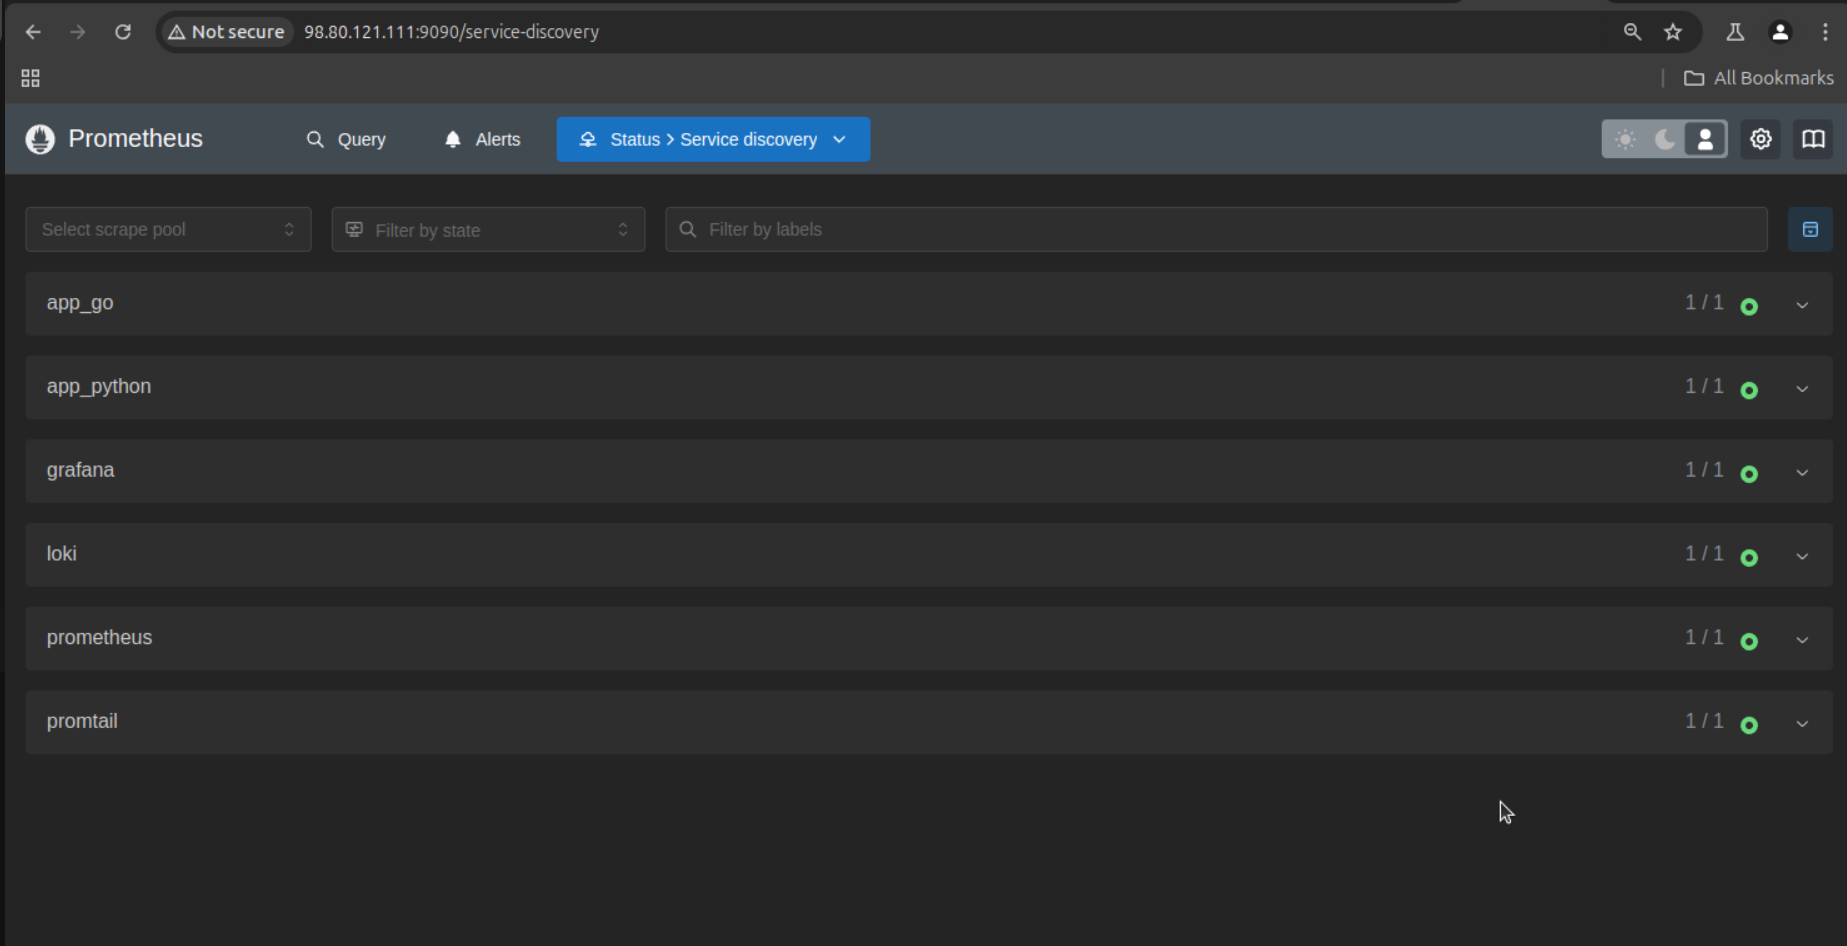 Not secure 98.80.121.111:9090/service-discovery
All Bookmarks
Prometheus Query Alerts Status > Service discovery
Select scrape pool Filter by state Filter by labels
app_go 1 / 1
app_python 1 / 1
grafana 1 / 1
loki 1 / 1
prometheus 1 / 1
promtail 1 / 1